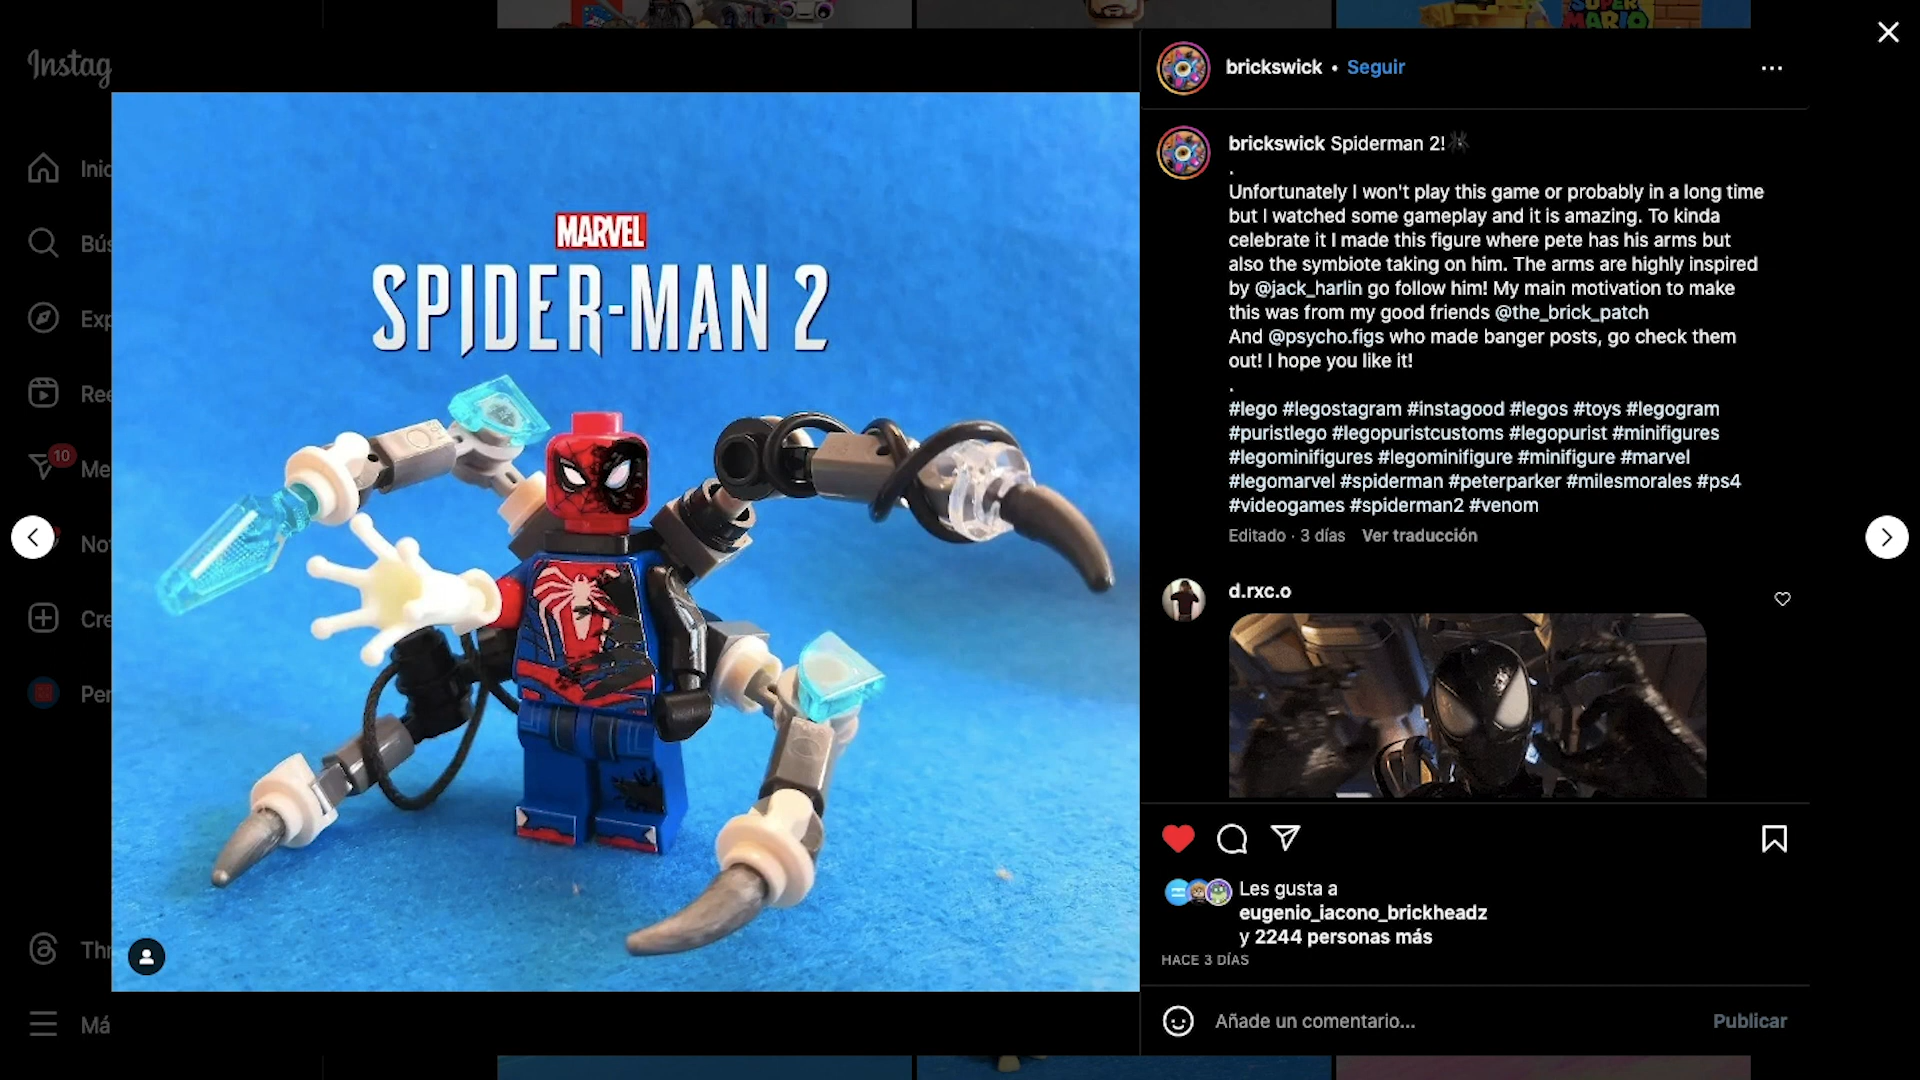 SUPER
MARIO
Instag
Inic
Bús
Exp
Ree
10
Me
Not
Cre
Per
Thr
Má
MARVEL
SPIDER-MAN 2
brickswick • Seguir
brickswick Spiderman 2!
.
Unfortunately I won't play this game or probably in a long time
but I watched some gameplay and it is amazing. To kinda
celebrate it I made this figure where pete has his arms but
also the symbiote taking on him. The arms are highly inspired
by @jack_harlin go follow him! My main motivation to make
this was from my good friends @the_brick_patch
And @psycho.figs who made banger posts, go check them
out! I hope you like it!
.
#lego #legostagram #instagood #legos #toys #legogram
#puristlego #legopuristcustoms #legopurist #minifigures
#legominifigures #legominifigure #minifigure #marvel
#legomarvel #spiderman #peterparker #milesmorales #ps4
#videogames #spiderman2 #venom
Editado · 3 días Ver traducción
d.rxc.o
Les gusta a
eugenio_iacono_brickheadz
y 2244 personas más
HACE 3 DÍAS
Añade un comentario...
Publicar